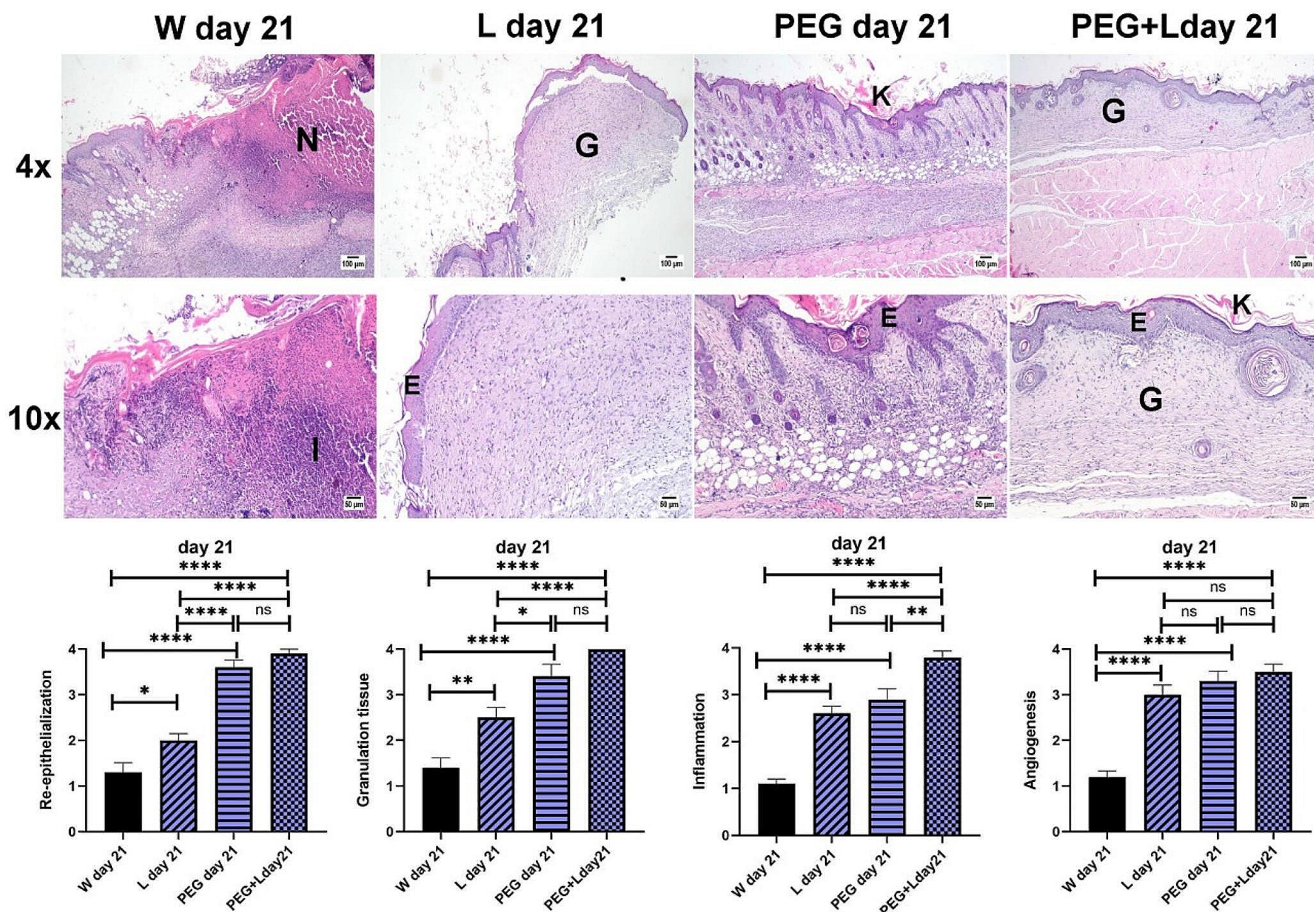 W day 21 L day 21 PEG day 21 PEG+Lday 21
4x
N
G
K
G
100 µm 100 µm 100 µm 100 µm
10x
I
E
E
E
K
G
50 µm 50 µm 50 µm 50 µm
day 21
****
****
**** ns
****
*
Re-epithelialization
4
3
2
1
0
W day 21
L day 21
PEG day 21
PEG+Lday21
day 21
****
****
* ns
****
**
Granulation tissue
4
3
2
1
0
W day 21
L day 21
PEG day 21
PEG+Lday21
day 21
****
****
ns **
****
****
Inflammation
4
3
2
1
0
W day 21
L day 21
PEG day 21
PEG+Lday21
day 21
****
ns
ns ns
****
****
Angiogenesis
4
3
2
1
0
W day 21
L day 21
PEG day 21
PEG+Lday21